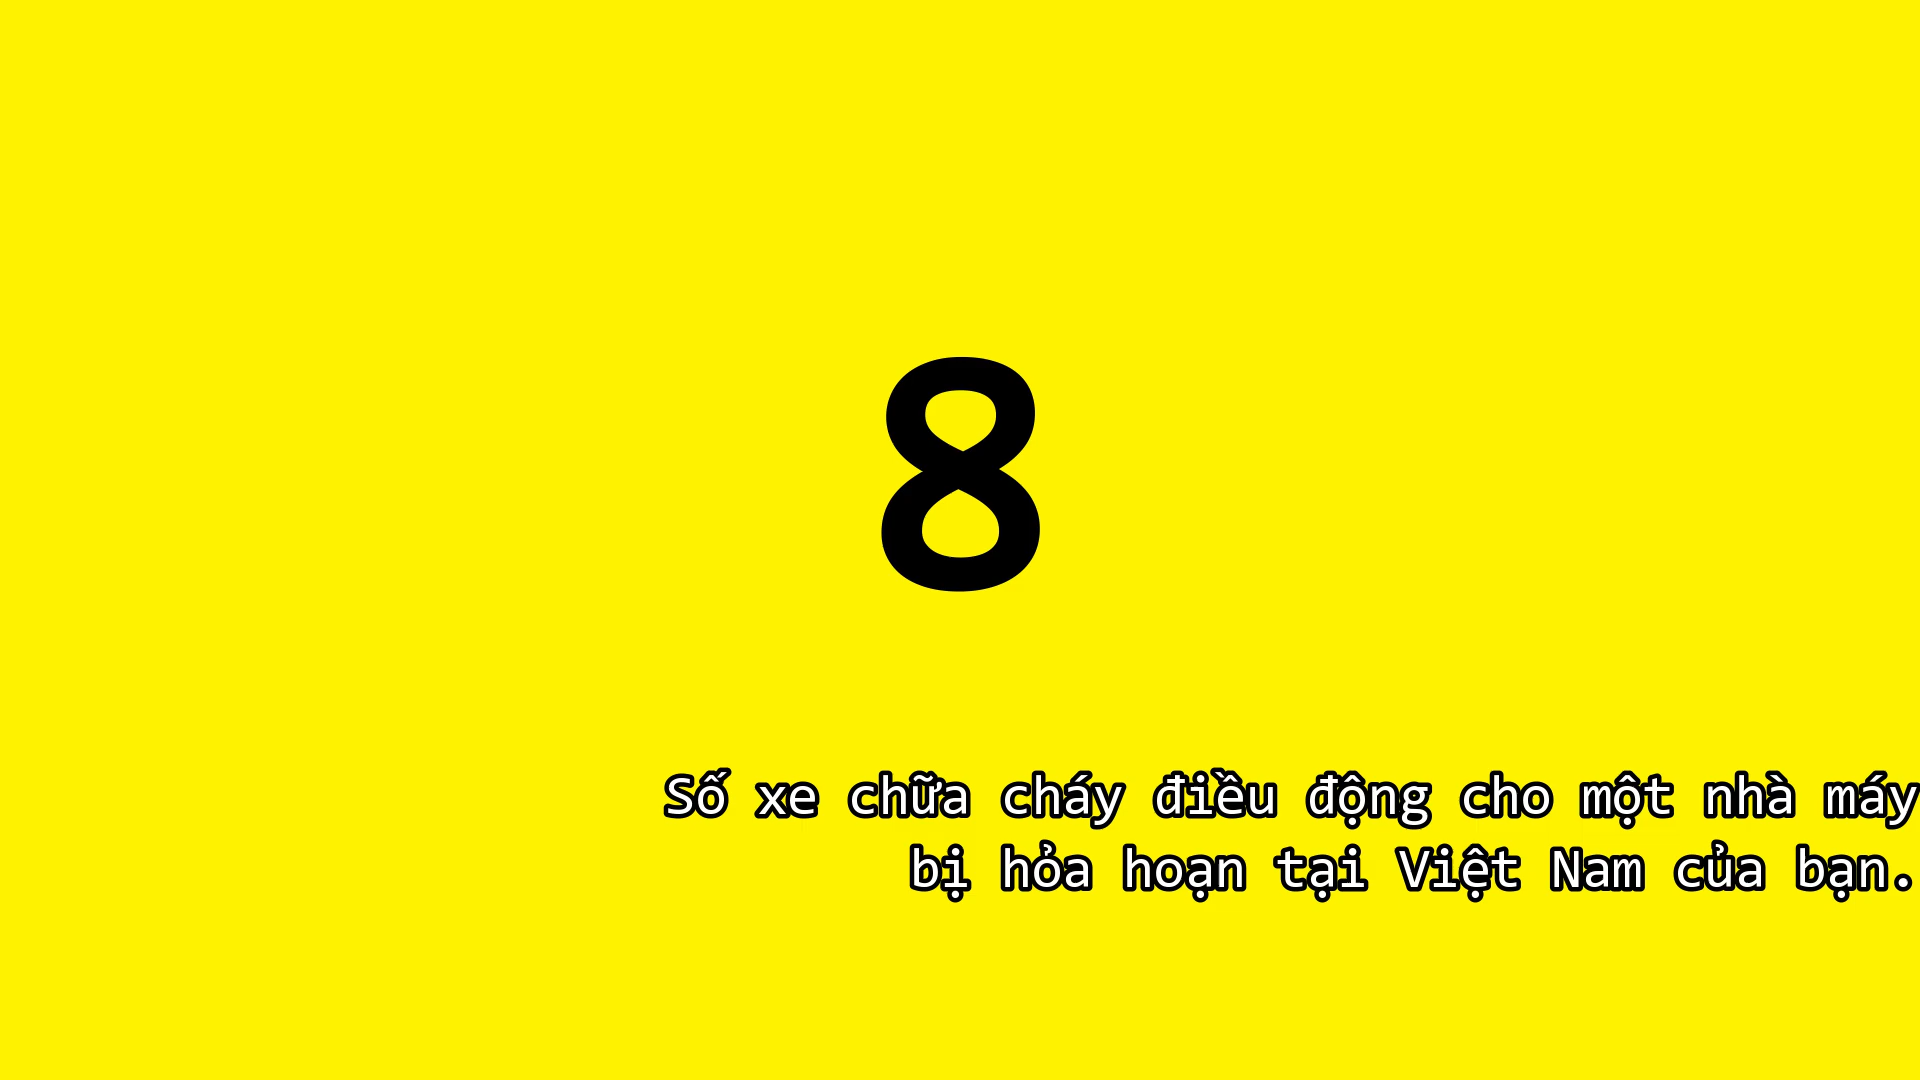 8
Số xe chữa cháy điều động cho một nhà máy
bị hỏa hoạn tại Việt Nam của bạn.